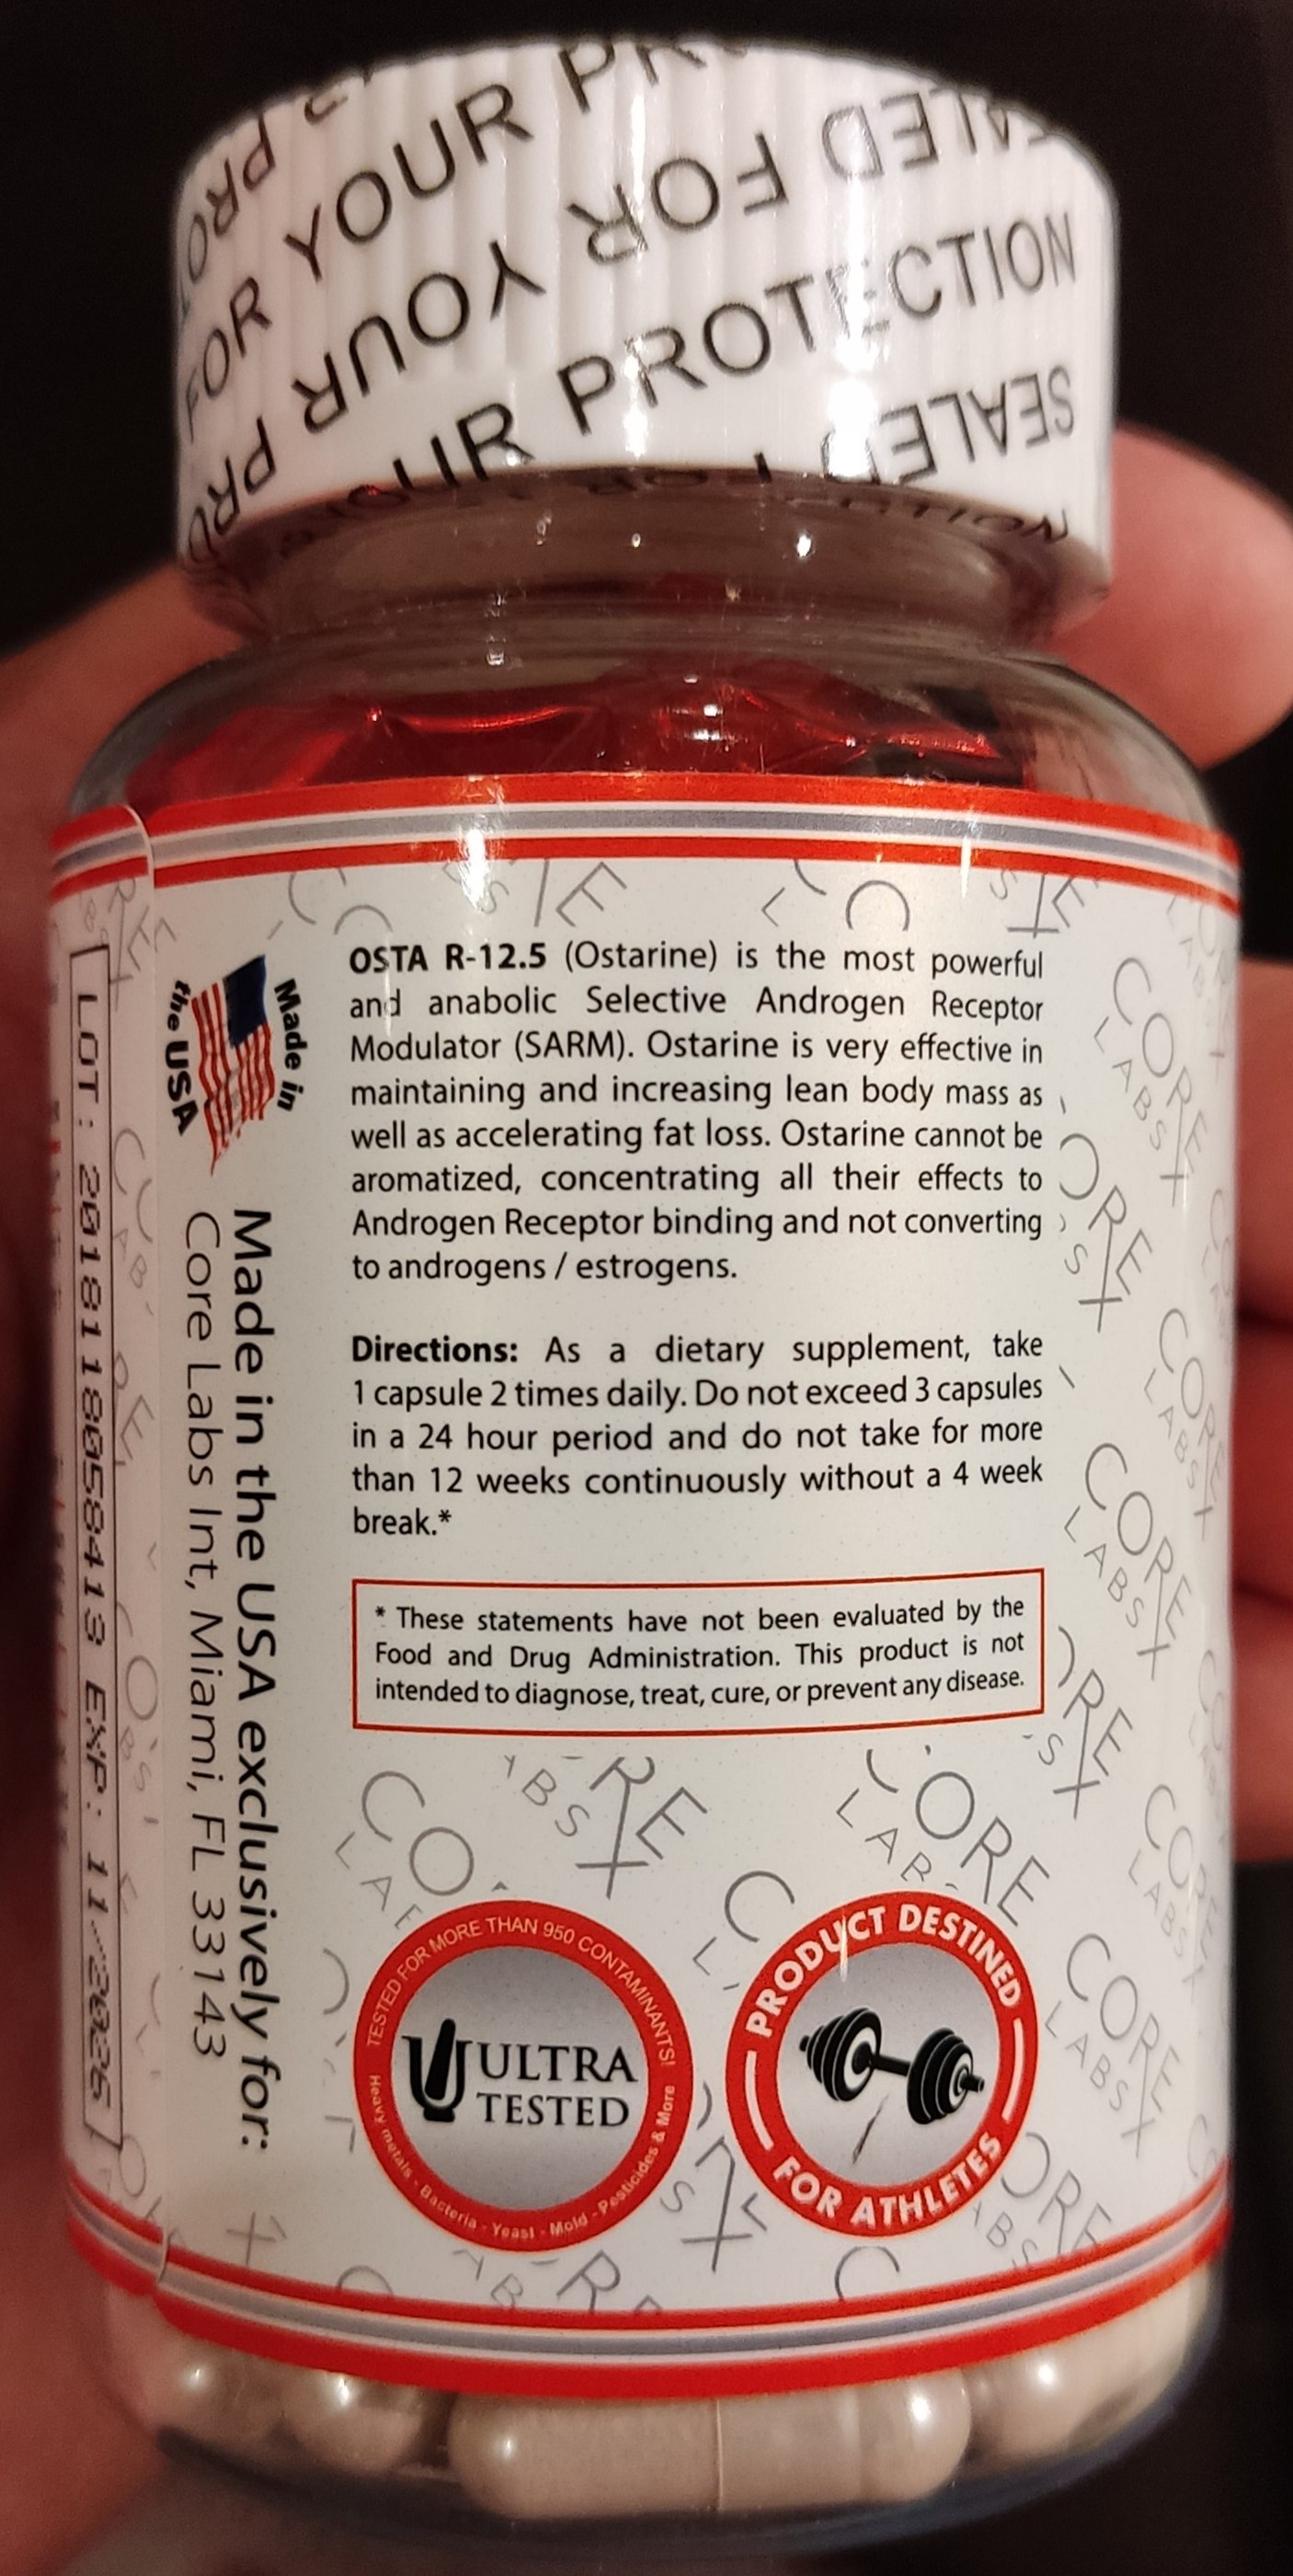 FOR YOUR PR
YOUR FOR
SEALED
YOUR PROTECTION
OSTA R-12.5 (Ostarine) is the most powerful
and anabolic Selective Androgen Receptor
Modulator (SARM). Ostarine is very effective in
maintaining and increasing lean body mass as
well as accelerating fat loss. Ostarine cannot be
aromatized, concentrating all their effects to
Androgen Receptor binding and not converting
to androgens / estrogens.
Directions: As a dietary supplement, take
1 capsule 2 times daily. Do not exceed 3 capsules
in a 24 hour period and do not take for more
than 12 weeks continuously without a 4 week
break.*
* These statements have not been evaluated by the
Food and Drug Administration. This product is not
intended to diagnose, treat, cure, or prevent any disease.
TESTED FOR MORE THAN 950 CONTAMINANTS!
ULTRA
TESTED
Heavy metals - Bacteria - Yeast - Mold - Pesticides & More
PRODUCT DESTINED
FOR ATHLETES
Made in
the USA
Made in the USA exclusively for:
Core Labs Int, Miami, FL 33143
LOT: EXP:
CORE
LABS X